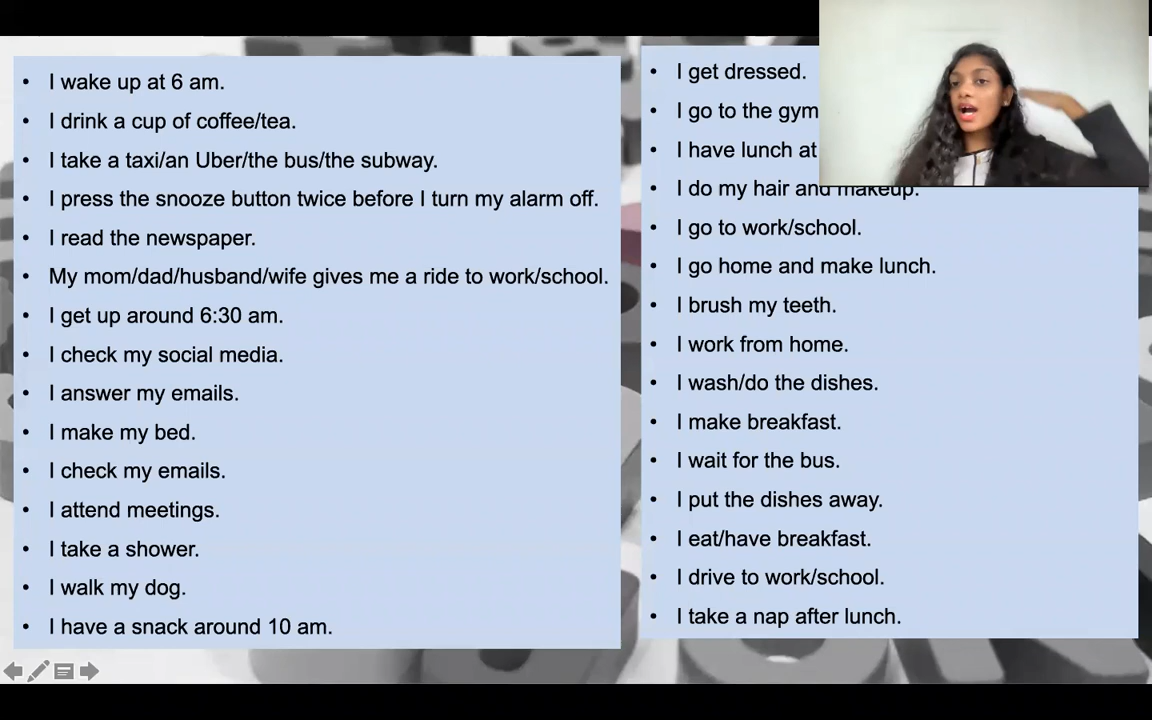 • I wake up at 6 am.
• I drink a cup of coffee/tea.
• I take a taxi/an Uber/the bus/the subway.
• I press the snooze button twice before I turn my alarm off.
• I read the newspaper.
• My mom/dad/husband/wife gives me a ride to work/school.
• I get up around 6:30 am.
• I check my social media.
• I answer my emails.
• I make my bed.
• I check my emails.
• I attend meetings.
• I take a shower.
• I walk my dog.
• I have a snack around 10 am.
• I get dressed.
• I go to the gym
• I have lunch at
• I do my hair and makeup.
• I go to work/school.
• I go home and make lunch.
• I brush my teeth.
• I work from home.
• I wash/do the dishes.
• I make breakfast.
• I wait for the bus.
• I put the dishes away.
• I eat/have breakfast.
• I drive to work/school.
• I take a nap after lunch.